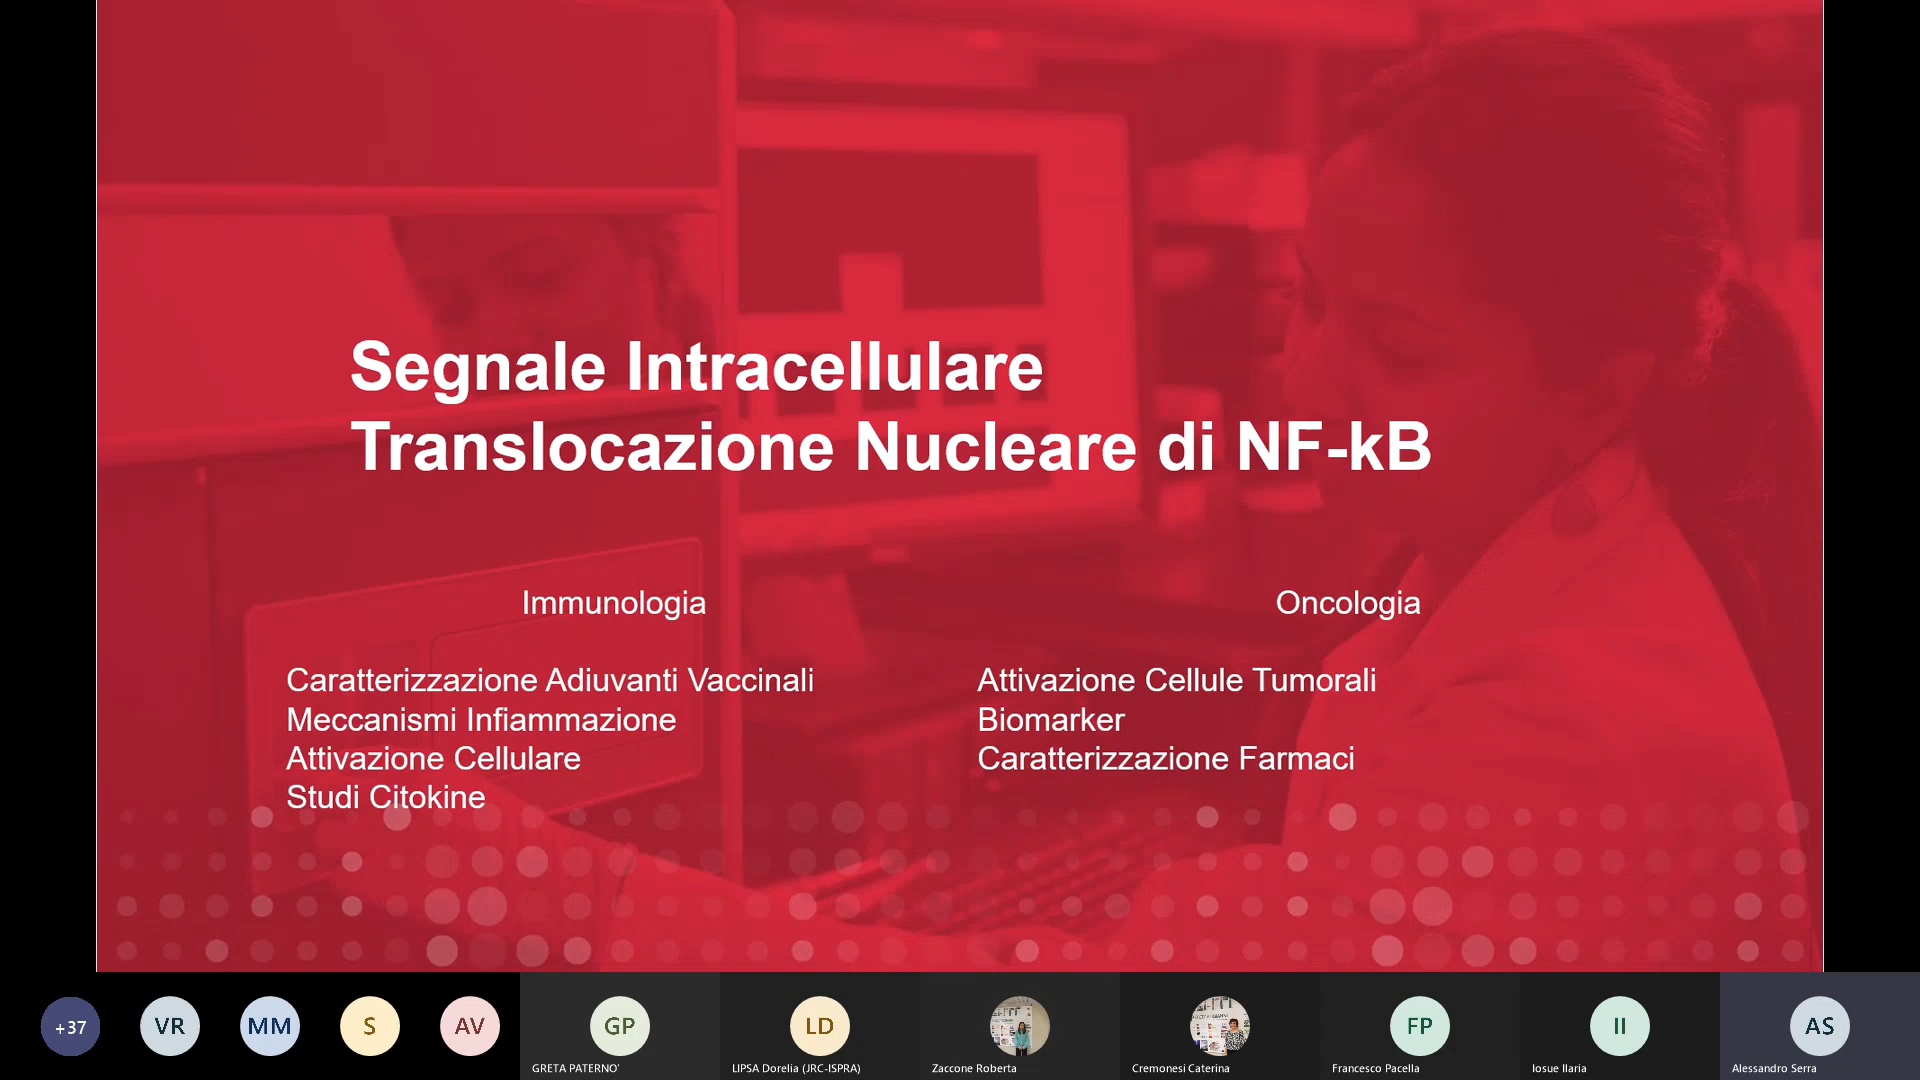 Segnale Intracellulare
Translocazione Nucleare di NF-kB
Immunologia
Caratterizzazione Adiuvanti Vaccinali
Meccanismi Infiammazione
Attivazione Cellulare
Studi Citokine
Oncologia
Attivazione Cellule Tumorali
Biomarker
Caratterizzazione Farmaci
+37
VR
MM
S
AV
GP
GRETA PATERNO'
LD
LIPSA Dorelia (JRC-ISPRA)
Zaccone Roberta
Cremonesi Caterina
FP
Francesco Pacella
II
Iosue Ilaria
AS
Alessandro Serra